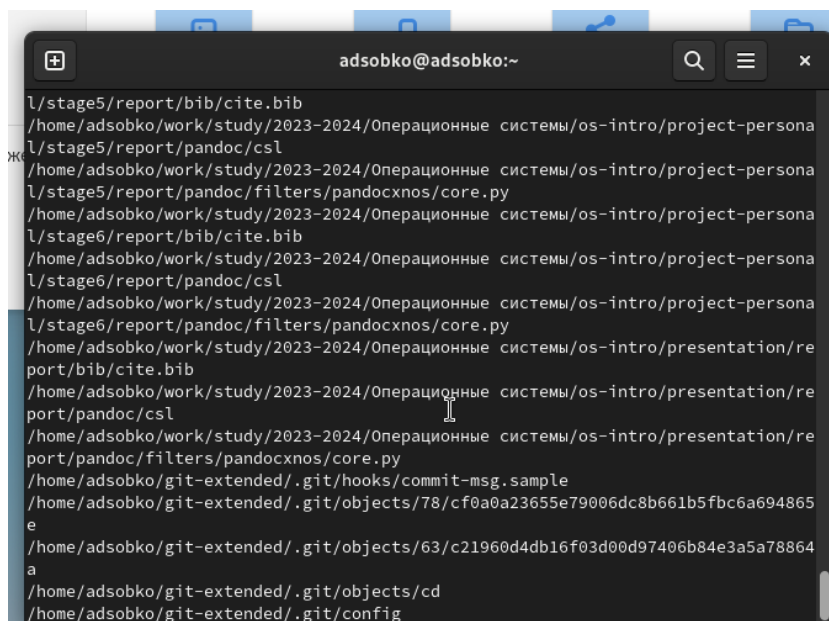 adsobko@adsobko:~
l/stage5/report/bib/cite.bib
/home/adsobko/work/study/2023-2024/Операционные системы/os-intro/project-persona
l/stage5/report/pandoc/csl
/home/adsobko/work/study/2023-2024/Операционные системы/os-intro/project-persona
l/stage5/report/pandoc/filters/pandocxnos/core.py
/home/adsobko/work/study/2023-2024/Операционные системы/os-intro/project-persona
l/stage6/report/bib/cite.bib
/home/adsobko/work/study/2023-2024/Операционные системы/os-intro/project-persona
l/stage6/report/pandoc/csl
/home/adsobko/work/study/2023-2024/Операционные системы/os-intro/project-persona
l/stage6/report/pandoc/filters/pandocxnos/core.py
/home/adsobko/work/study/2023-2024/Операционные системы/os-intro/presentation/re
port/bib/cite.bib
/home/adsobko/work/study/2023-2024/Операционные системы/os-intro/presentation/re
port/pandoc/csl
/home/adsobko/work/study/2023-2024/Операционные системы/os-intro/presentation/re
port/pandoc/filters/pandocxnos/core.py
/home/adsobko/git-extended/.git/hooks/commit-msg.sample
/home/adsobko/git-extended/.git/objects/78/cf0a0a23655e79006dc8b661b5fbc6a694865
e
/home/adsobko/git-extended/.git/objects/63/c21960d4db16f03d00d97406b84e3a5a78864
a
/home/adsobko/git-extended/.git/objects/cd
/home/adsobko/git-extended/.git/config